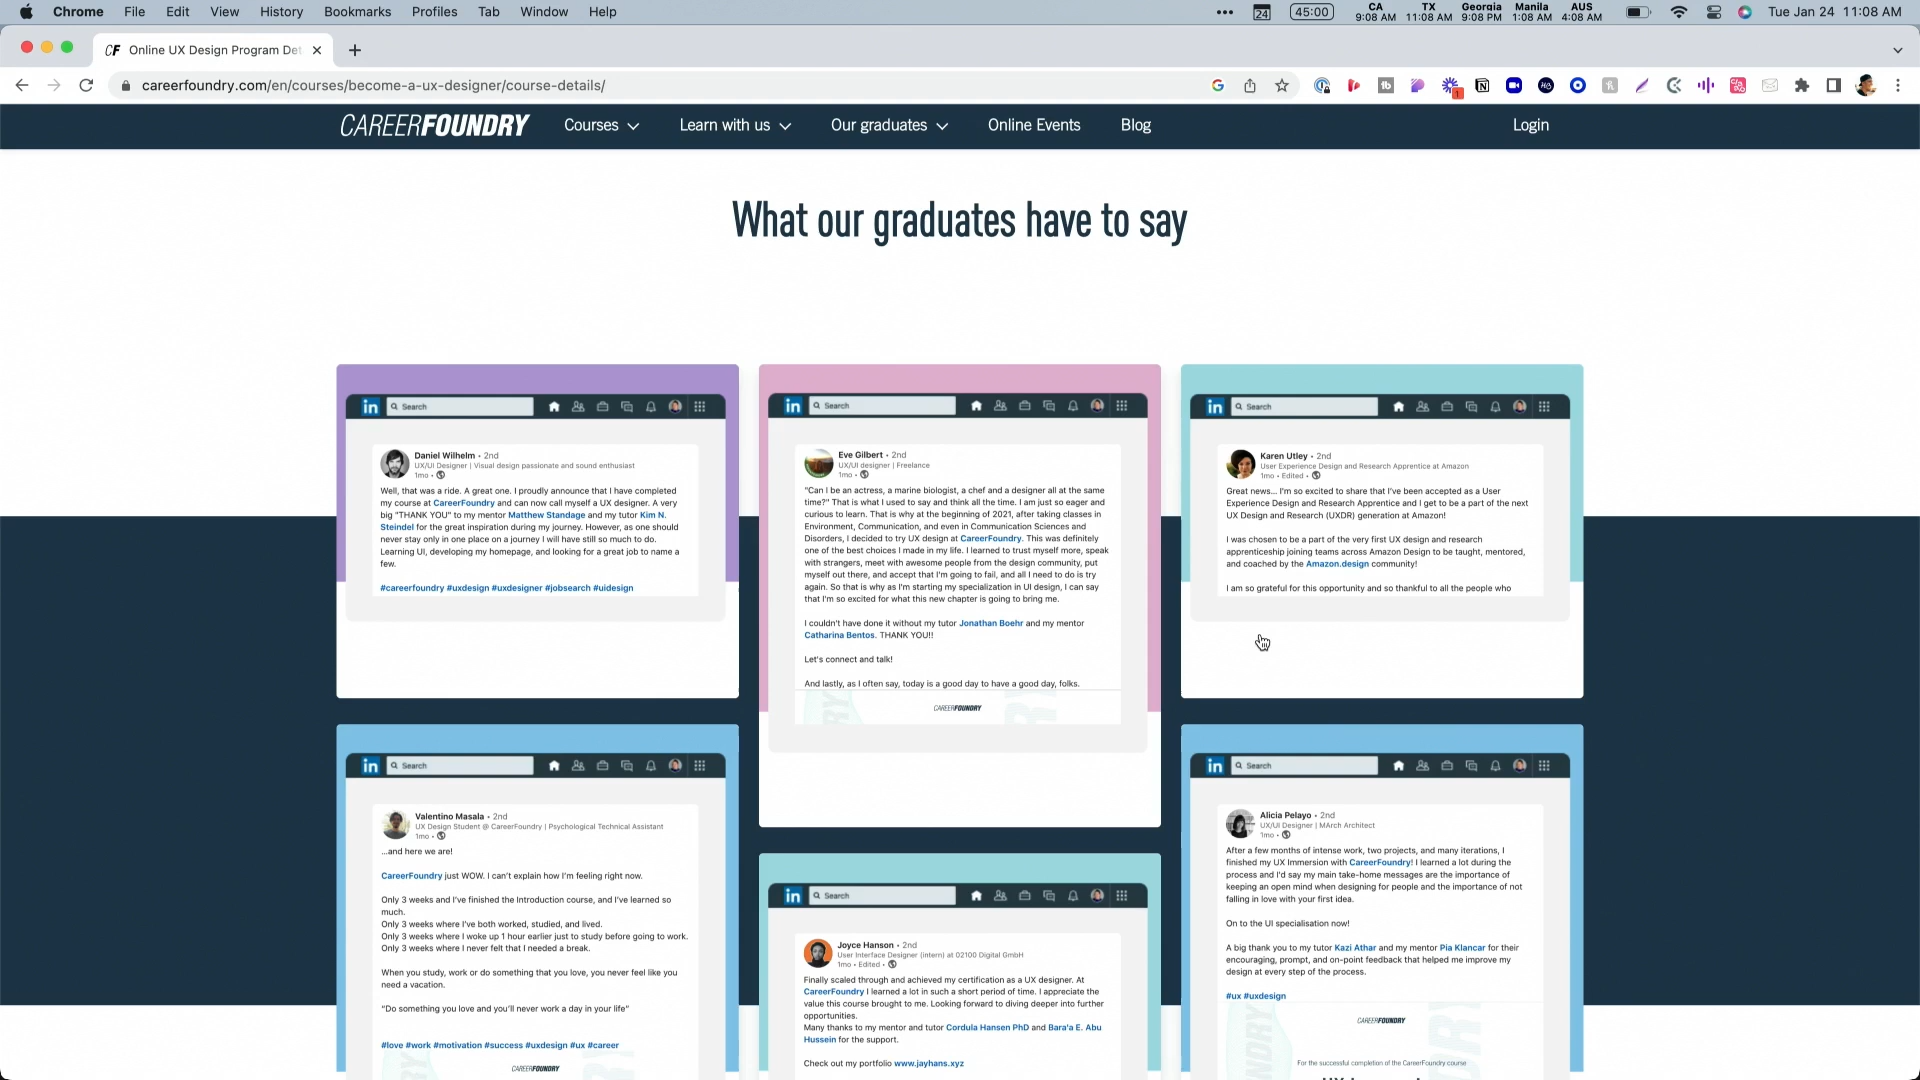 Chrome File Edit View History Bookmarks Profiles Tab Window Help
24 45:00 CA 9:08 AM TX 11:08 AM Georgia 9:08 PM Manila 1:08 AM AUS 4:08 AM Tue Jan 24 11:08 AM
CF Online UX Design Program Det
careerfoundry.com/en/courses/become-a-ux-designer/course-details/
CAREERFOUNDRY Courses Learn with us Our graduates Online Events Blog Login
What our graduates have to say
in Search
Daniel Wilhelm • 2nd
UX/UI Designer | Visual design passionate and sound enthusiast
1mo •
Well, that was a ride. A great one. I proudly announce that I have completed
my course at CareerFoundry and can now call myself a UX designer. A very
big "THANK YOU" to my mentor Matthew Standage and my tutor Kim N.
Steindel for the great inspiration during my journey. However, as one should
never stay only in one place on a journey I will have still so much to do.
Learning UI, developing my homepage, and looking for a great job to name a
few.
#careerfoundry #uxdesign #uxdesigner #jobsearch #uidesign
in Search
Eve Gilbert • 2nd
UX/UI designer | Freelance
1mo •
"Can I be an actress, a marine biologist, a chef and a designer all at the same
time?" That is what I used to say and think all the time. I am just so eager and
curious to learn. That is why at the beginning of 2021, after taking classes in
Environment, Communication, and even in Communication Sciences and
Disorders, I decided to try UX design at CareerFoundry. This was definitely
one of the best choices I made in my life. I learned to trust myself more, speak
with strangers, meet with awesome people from the design community, put
myself out there, and accept that I'm going to fail, and all I need to do is try
again. So that is why as I'm starting my specialization in UI design, I can say
that I'm so excited for what this new chapter is going to bring me.
I couldn't have done it without my tutor Jonathan Boehr and my mentor
Catharina Bentos. THANK YOU!!
Let's connect and talk!
And lastly, as I often say, today is a good day to have a good day, folks.
CAREERFOUNDRY
in Search
Karen Utley • 2nd
User Experience Design and Research Apprentice at Amazon
1mo • Edited •
Great news... I'm so excited to share that I've been accepted as a User
Experience Design and Research Apprentice and I get to be a part of the next
UX Design and Research (UXDR) generation at Amazon!
I was chosen to be a part of the very first UX design and research
apprenticeship joining teams across Amazon Design to be taught, mentored,
and coached by the Amazon.design community!
I am so grateful for this opportunity and so thankful to all the people who
in Search
Valentino Masala • 2nd
UX Design Student @ CareerFoundry | Psychological Technical Assistant
1mo •
...and here we are!
CareerFoundry just WOW. I can't explain how I'm feeling right now.
Only 3 weeks and I've finished the Introduction course, and I've learned so
much.
Only 3 weeks where I've both worked, studied, and lived.
Only 3 weeks where I woke up 1 hour earlier just to study before going to work.
Only 3 weeks where I never felt that I needed a break.
When you study, work or do something that you love, you never feel like you
need a vacation.
"Do something you love and you'll never work a day in your life"
#love #work #motivation #success #uxdesign #ux #career
CAREERFOUNDRY
in Search
Joyce Hanson • 2nd
User Interface Designer (intern) at 02100 Digital GmbH
1mo • Edited •
Finally scaled through and achieved my certification as a UX designer. At
CareerFoundry I learned a lot in such a short period of time. I appreciate the
value this course brought to me. Looking forward to diving deeper into further
opportunities.
Many thanks to my mentor and tutor Cordula Hansen PhD and Bara'a E. Abu
Hussein for the support.
Check out my portfolio www.jayhans.xyz
in Search
Alicia Pelayo • 2nd
UX/UI Designer | MArch Architect
1mo •
After a few months of intense work, two projects, and many iterations, I
finished my UX Immersion with CareerFoundry! I learned a lot during the
process and I'd say my main take-home messages are the importance of
keeping an open mind when designing for people and the importance of not
falling in love with your first idea.
On to the UI specialisation now!
A big thank you to my tutor Kazi Athar and my mentor Pia Klancar for their
encouraging, prompt, and on-point feedback that helped me improve my
design at every step of the process.
#ux #uxdesign
CAREERFOUNDRY
For the successful completion of the CareerFoundry course